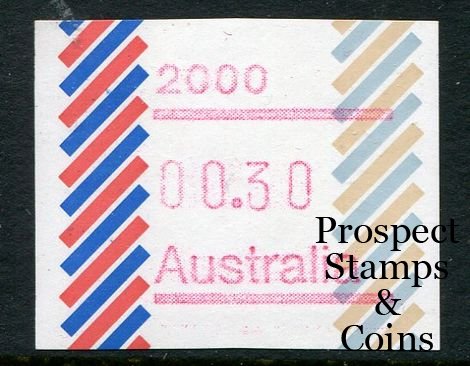 2000
00.30
Australia
Prospect
Stamps
&
Coins